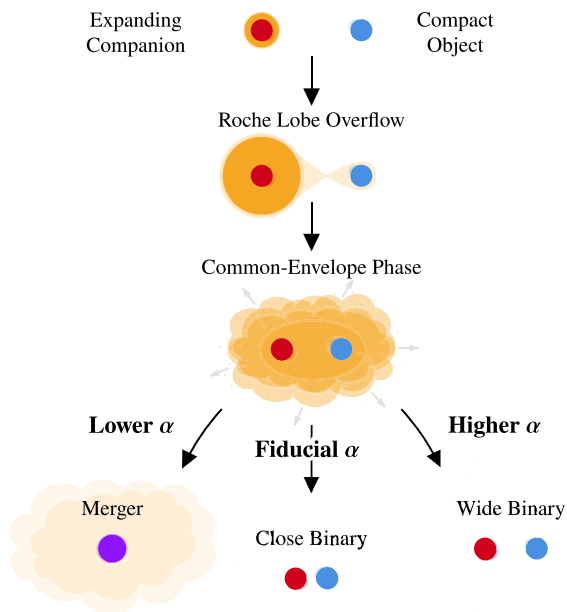 Expanding
Companion
Compact
Object
Roche Lobe Overflow
Common-Envelope Phase
Lower α
Fiducial α
Higher α
Merger
Close Binary
Wide Binary